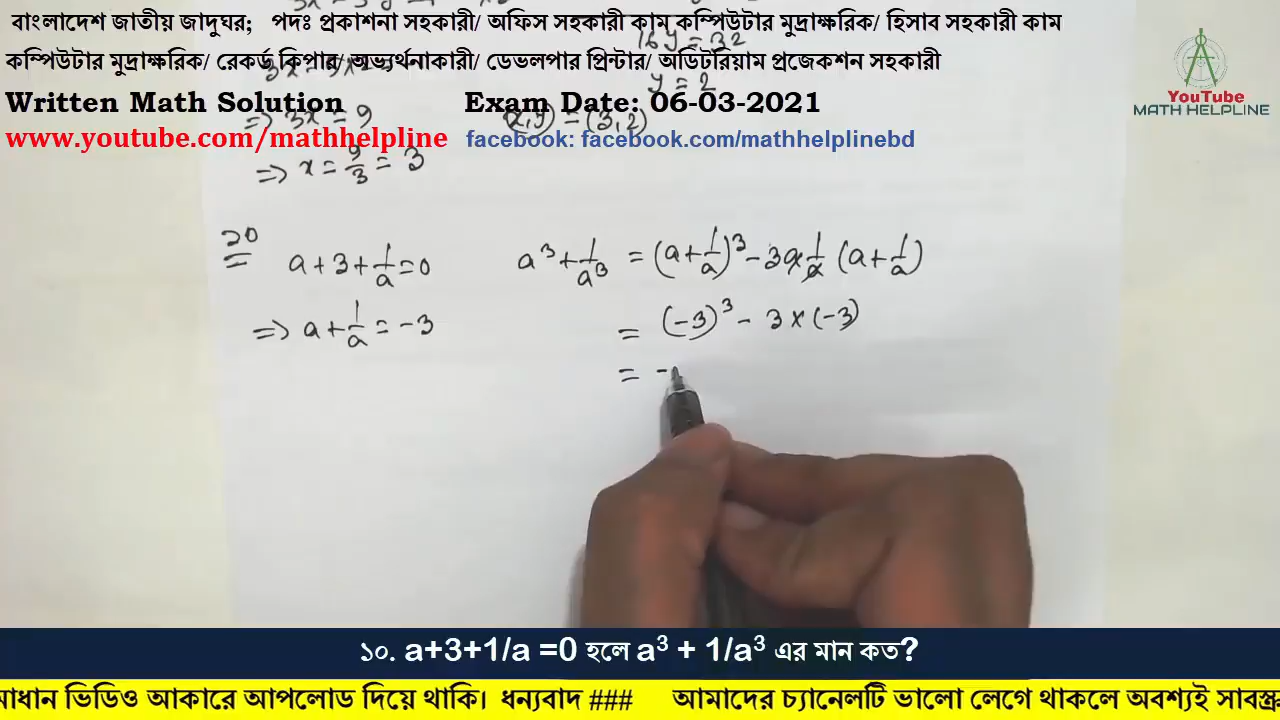 বাংলাদেশ জাতীয় জাদুঘর; পদঃ প্রকাশনা সহকারী/ অফিস সহকারী কাম কম্পিউটার মুদ্রাক্ষরিক/ হিসাব সহকারী কাম
16y = 32
কম্পিউটার মুদ্রাক্ষরিক/ রেকর্ড কিপার/ অভ্যর্থনাকারী/ ডেভলপার প্রিন্টার/ অডিটরিয়াম প্রজেকশন সহকারী
y = 2
Written Math Solution Exam Date: 06-03-2021
YouTube
MATH HELPLINE
=> 3x = 9 (x,y) = (3,2)
www.youtube.com/mathhelpline facebook: facebook.com/mathhelplinebd
=> x = 9/3 = 3
১০
a + 3 + 1/a = 0 a³ + 1/a³ = (a + 1/a)³ - 3a 1/a (a + 1/a)
=> a + 1/a = -3 = (-3)³ - 3 × (-3)
= -
১০. a+3+1/a =0 হলে a³ + 1/a³ এর মান কত?
মাধান ভিডিও আকারে আপলোড দিয়ে থাকি। ধন্যবাদ ### আমাদের চ্যানেলটি ভালো লেগে থাকলে অবশ্যই সাবস্ক্র